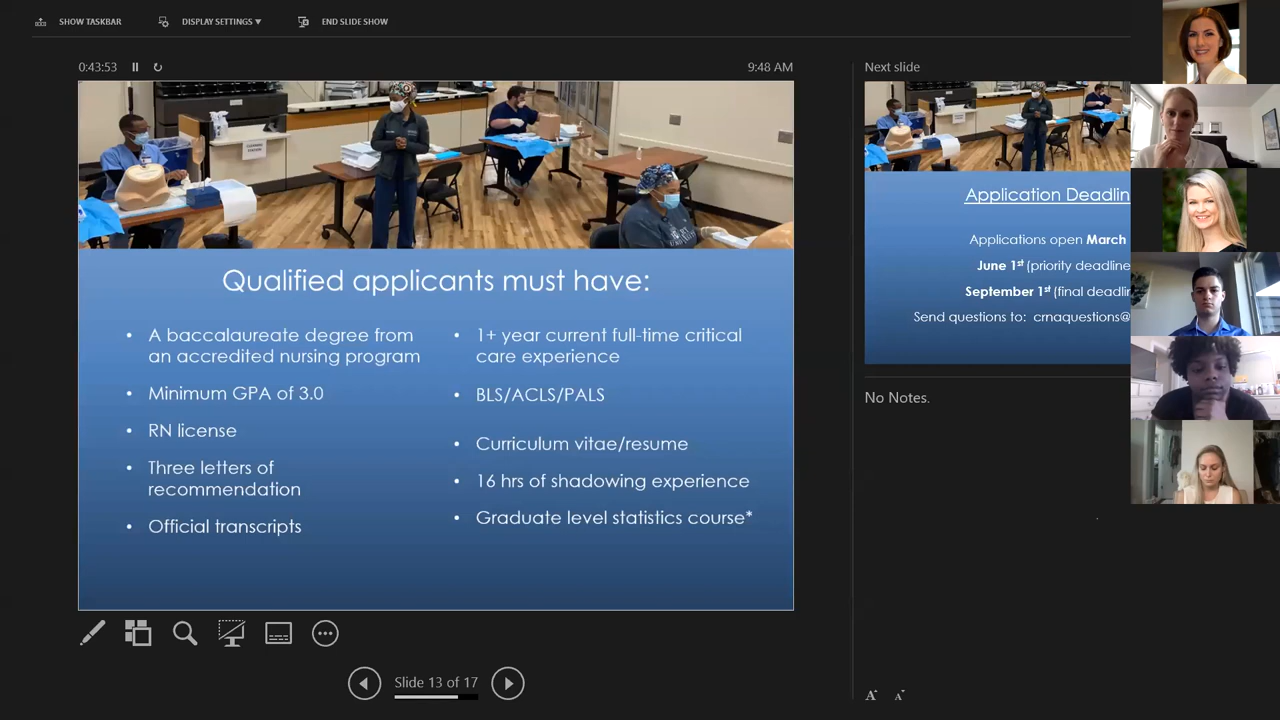 SHOW TASKBAR
DISPLAY SETTINGS ▼
END SLIDE SHOW
0:43:53
9:48 AM
Qualified applicants must have:
• A baccalaureate degree from
an accredited nursing program
• Minimum GPA of 3.0
• RN license
• Three letters of
recommendation
• Official transcripts
• 1+ year current full-time critical
care experience
• BLS/ACLS/PALS
• Curriculum vitae/resume
• 16 hrs of shadowing experience
• Graduate level statistics course*
Slide 13 of 17
Next slide
Application Deadlin
Applications open March
June 1st (priority deadline
September 1st (final deadlin
Send questions to: crnaquestions@
No Notes.
A A